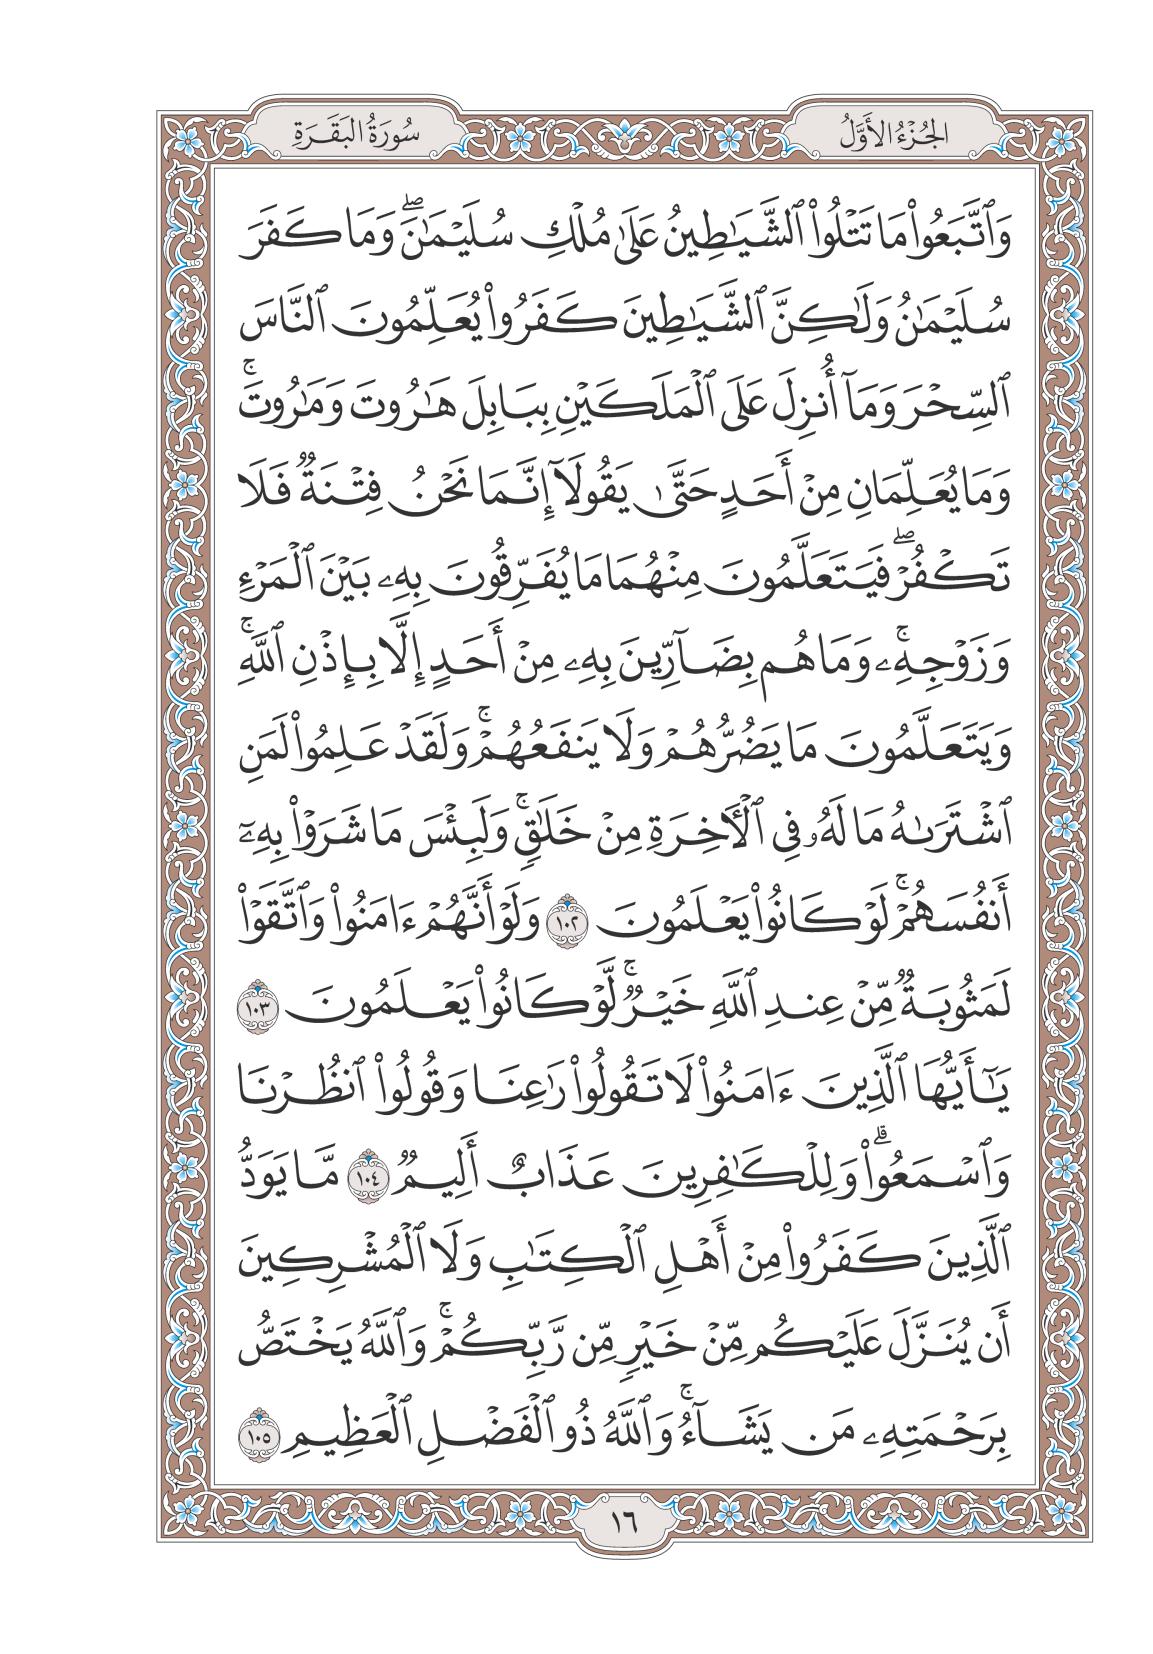 الجُزْءُ الأَوَّلُ
سُورَةُ البَقَرَةِ
وَٱتَّبَعُوا۟ مَا تَتْلُوا۟ ٱلشَّيَـٰطِينُ عَلَىٰ مُلْكِ سُلَيْمَـٰنَ ۖ وَمَا كَفَرَ
سُلَيْمَـٰنُ وَلَـٰكِنَّ ٱلشَّيَـٰطِينَ كَفَرُوا۟ يُعَلِّمُونَ ٱلنَّاسَ
ٱلسِّحْرَ وَمَآ أُنزِلَ عَلَى ٱلْمَلَكَيْنِ بِبَابِلَ هَـٰرُوتَ وَمَـٰرُوتَ ۚ
وَمَا يُعَلِّمَانِ مِنْ أَحَدٍ حَتَّىٰ يَقُولَآ إِنَّمَا نَحْنُ فِتْنَةٌ فَلَا
تَكْفُرْ ۖ فَيَتَعَلَّمُونَ مِنْهُمَا مَا يُفَرِّقُونَ بِهِۦ بَيْنَ ٱلْمَرْءِ
وَزَوْجِهِۦ ۚ وَمَا هُم بِضَآرِّينَ بِهِۦ مِنْ أَحَدٍ إِلَّا بِإِذْنِ ٱللَّهِ ۚ
وَيَتَعَلَّمُونَ مَا يَضُرُّهُمْ وَلَا يَنفَعُهُمْ ۚ وَلَقَدْ عَلِمُوا۟ لَمَنِ
ٱشْتَرَىٰهُ مَا لَهُۥ فِى ٱلْـَٔاخِرَةِ مِنْ خَلَـٰقٍ ۚ وَلَبِئْسَ مَا شَرَوْا۟ بِهِۦٓ
أَنفُسَهُمْ ۚ لَوْ كَانُوا۟ يَعْلَمُونَ ١٠٢ وَلَوْ أَنَّهُمْ ءَامَنُوا۟ وَٱتَّقَوْا۟
لَمَثُوبَةٌ مِّنْ عِندِ ٱللَّهِ خَيْرٌ ۚ لَّوْ كَانُوا۟ يَعْلَمُونَ ١٠٣
يَـٰٓأَيُّهَا ٱلَّذِينَ ءَامَنُوا۟ لَا تَقُولُوا۟ رَٰعِنَا وَقُولُوا۟ ٱنظُرْنَا
وَٱسْمَعُوا۟ ۗ وَلِلْكَـٰفِرِينَ عَذَابٌ أَلِيمٌ ١٠٤ مَّا يَوَدُّ
ٱلَّذِينَ كَفَرُوا۟ مِنْ أَهْلِ ٱلْكِتَـٰبِ وَلَا ٱلْمُشْرِكِينَ
أَن يُنَزَّلَ عَلَيْكُم مِّنْ خَيْرٍ مِّن رَّبِّكُمْ ۚ وَٱللَّهُ يَخْتَصُّ
بِرَحْمَتِهِۦ مَن يَشَآءُ ۚ وَٱللَّهُ ذُو ٱلْفَضْلِ ٱلْعَظِيمِ ١٠٥
١٦